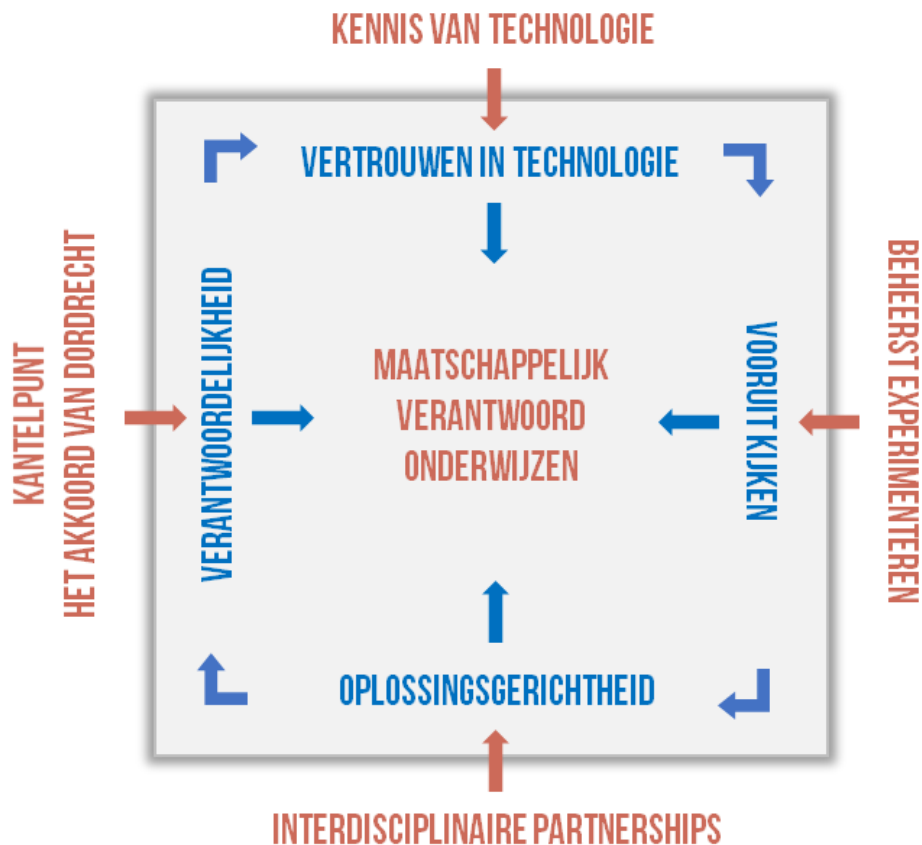 KENNIS VAN TECHNOLOGIE
VERTROUWEN IN TECHNOLOGIE
KANTELPUNT
HET AKKOORD VAN DORDRECHT
VERANTWOORDELIJKHEID
MAATSCHAPPELIJK
VERANTWOORD
ONDERWIJZEN
VOORUIT KIJKEN
BEHEERST EXPERIMENTEREN
OPLOSSINGSGERICHTHEID
INTERDISCIPLINAIRE PARTNERSHIPS